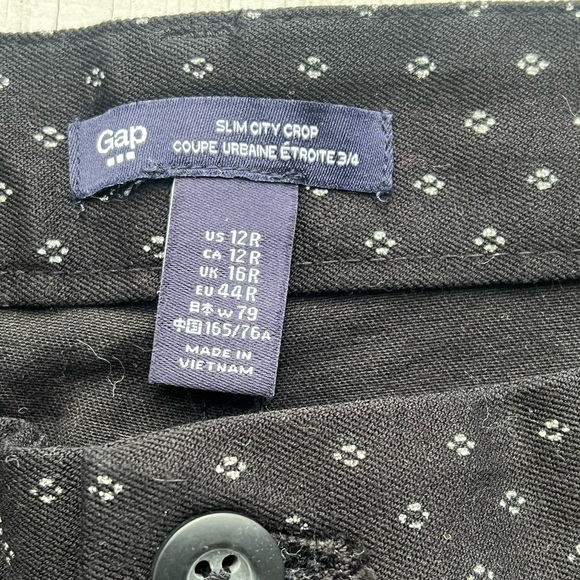 Gap
SLIM CITY CROP
COUPE URBAINE ÉTROITE 3/4
US 12R
CA 12R
UK 16R
EU 44R
日本 W 79
中国 165/76A
MADE IN
VIETNAM